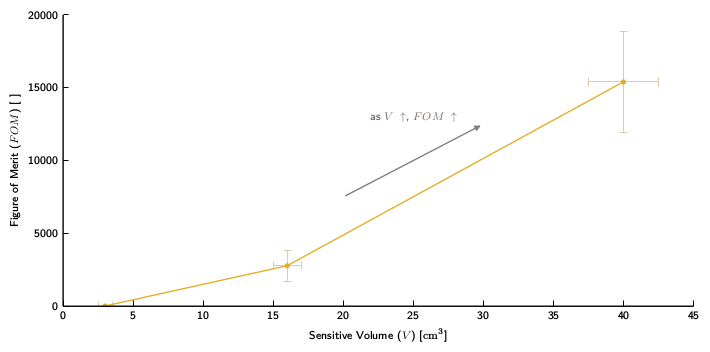 20000
15000
10000
5000
0
Figure of Merit (FOM) [ ]
as V ↑, FOM ↑
0 5 10 15 20 25 30 35 40 45
Sensitive Volume (V) [cm³]